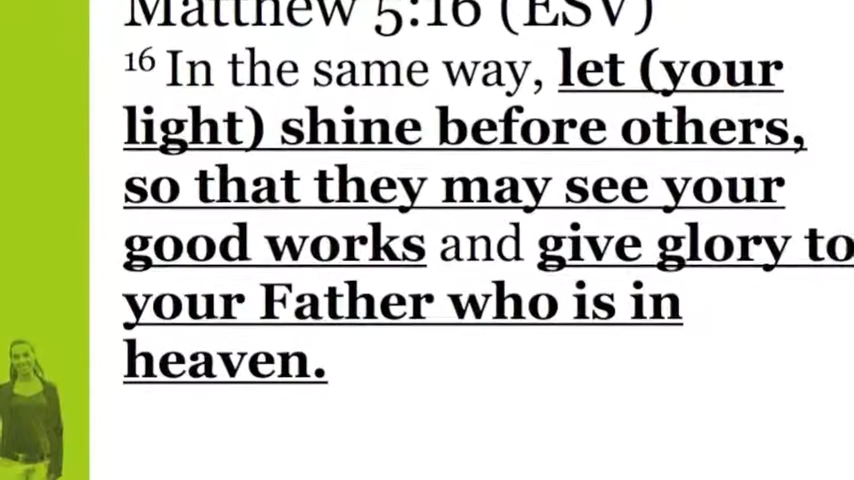 Matthew 5:16 (ESV)
16 In the same way, let (your
light) shine before others,
so that they may see your
good works and give glory to
your Father who is in
heaven.